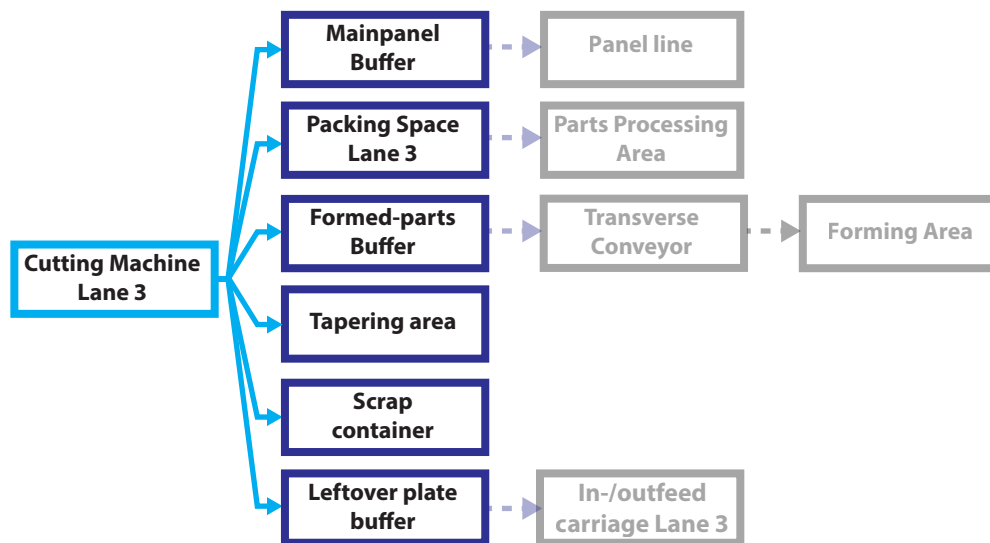 Mainpanel
Buffer
Panel line
Packing Space
Lane 3
Parts Processing
Area
Formed-parts
Buffer
Transverse
Conveyor
Forming Area
Cutting Machine
Lane 3
Tapering area
Scrap
container
Leftover plate
buffer
In-/outfeed
carriage Lane 3